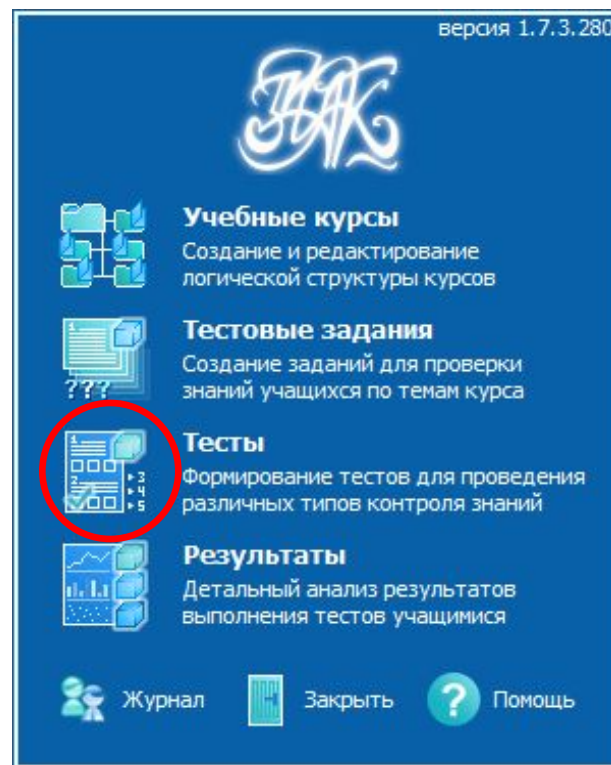 версия 1.7.3.280
ЗНАК
Учебные курсы
Создание и редактирование
логической структуры курсов
Тестовые задания
Создание заданий для проверки
знаний учащихся по темам курса
???
Тесты
Формирование тестов для проведения
различных типов контроля знаний
Результаты
Детальный анализ результатов
выполнения тестов учащимися
Журнал
Закрыть
?
Помощь